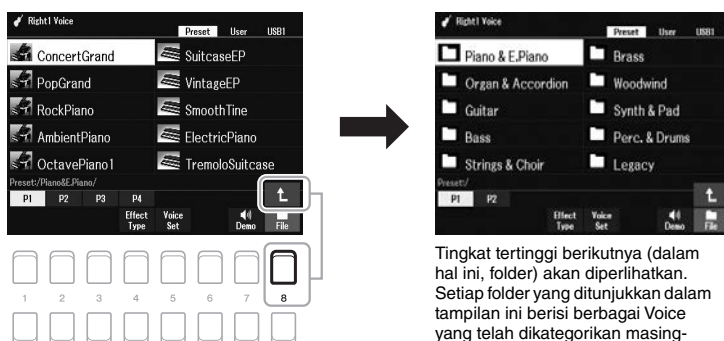 Right1 Voice
Preset User USB1
ConcertGrand SuitcaseEP
PopGrand VintageEP
RockPiano SmoothTine
AmbientPiano ElectricPiano
OctavePiano1 TremoloSuitcase
Preset:/Piano&E.Piano/
P1 P2 P3 P4
Effect Type Voice Set Demo File
1 2 3 4 5 6 7 8
Right1 Voice
Preset User USB1
Piano & E.Piano Brass
Organ & Accordion Woodwind
Guitar Synth & Pad
Bass Perc. & Drums
Strings & Choir Legacy
Preset:/
P1 P2
Effect Type Voice Set Demo File
Tingkat tertinggi berikutnya (dalam
hal ini, folder) akan diperlihatkan.
Setiap folder yang ditunjukkan dalam
tampilan ini berisi berbagai Voice
yang telah dikategorikan masing-